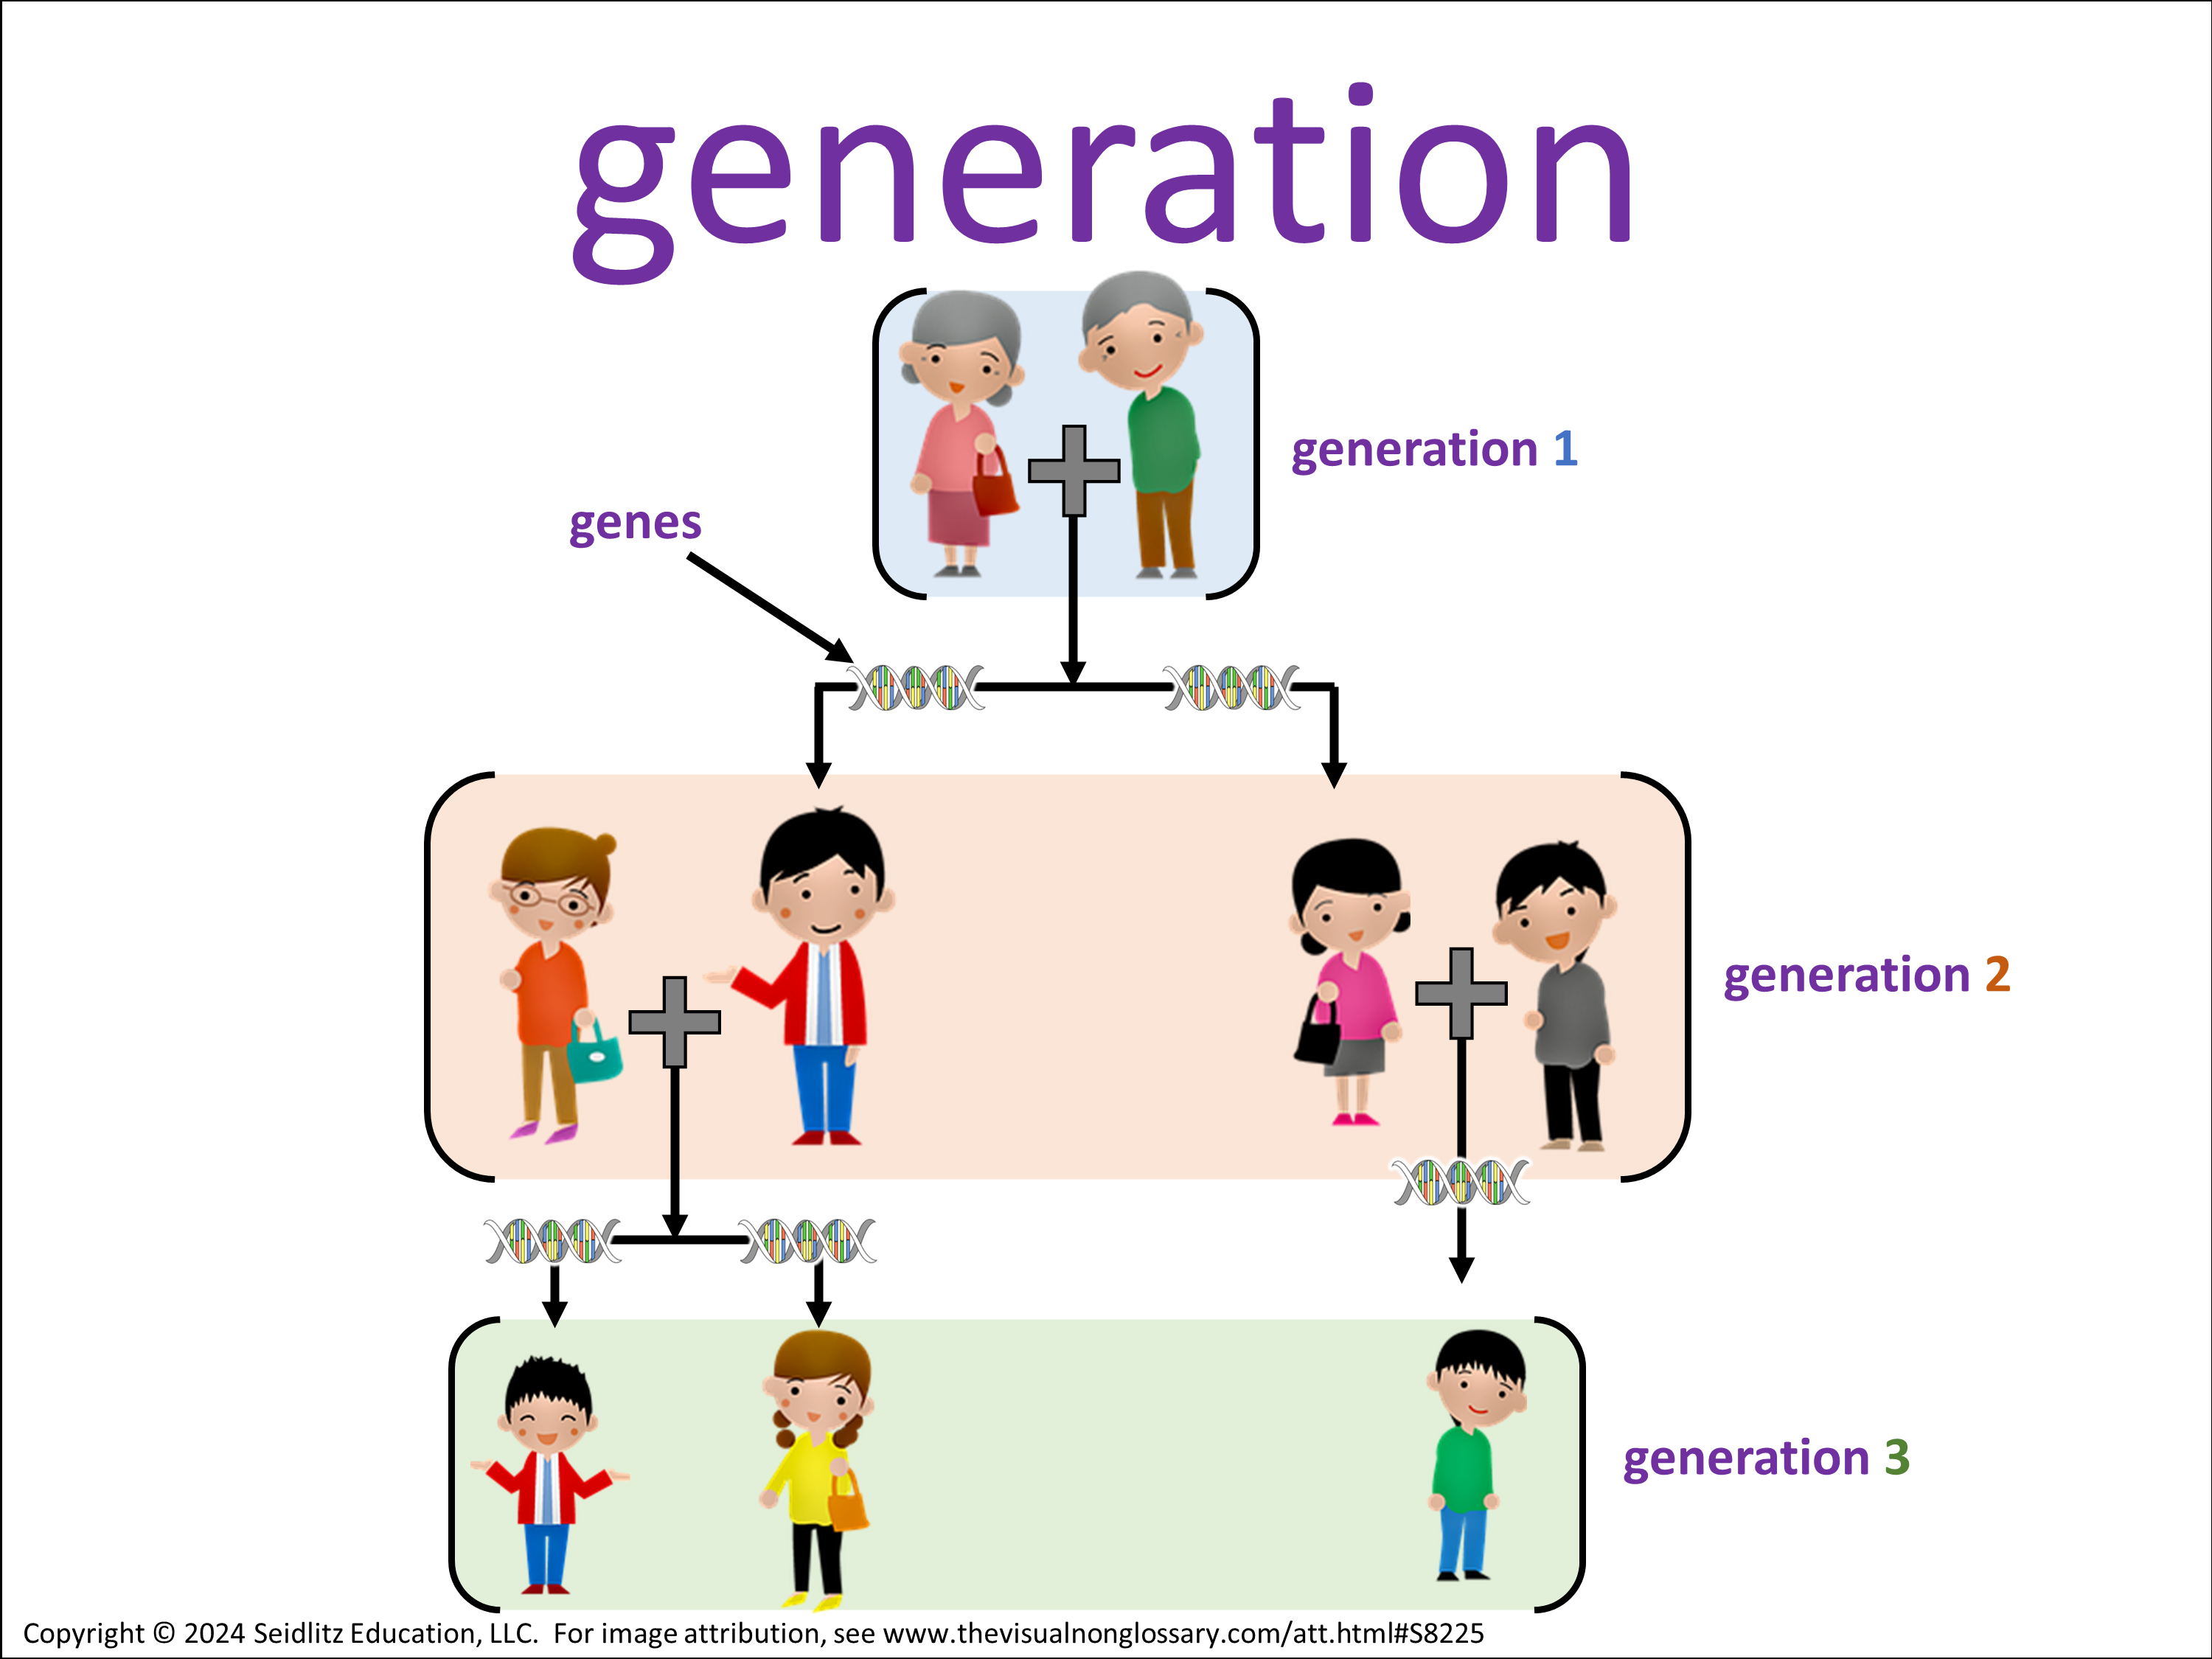 generation
generation 1
genes
generation 2
generation 3
Copyright © 2024 Seidlitz Education, LLC.  For image attribution, see www.thevisualnonglossary.com/att.html#S8225